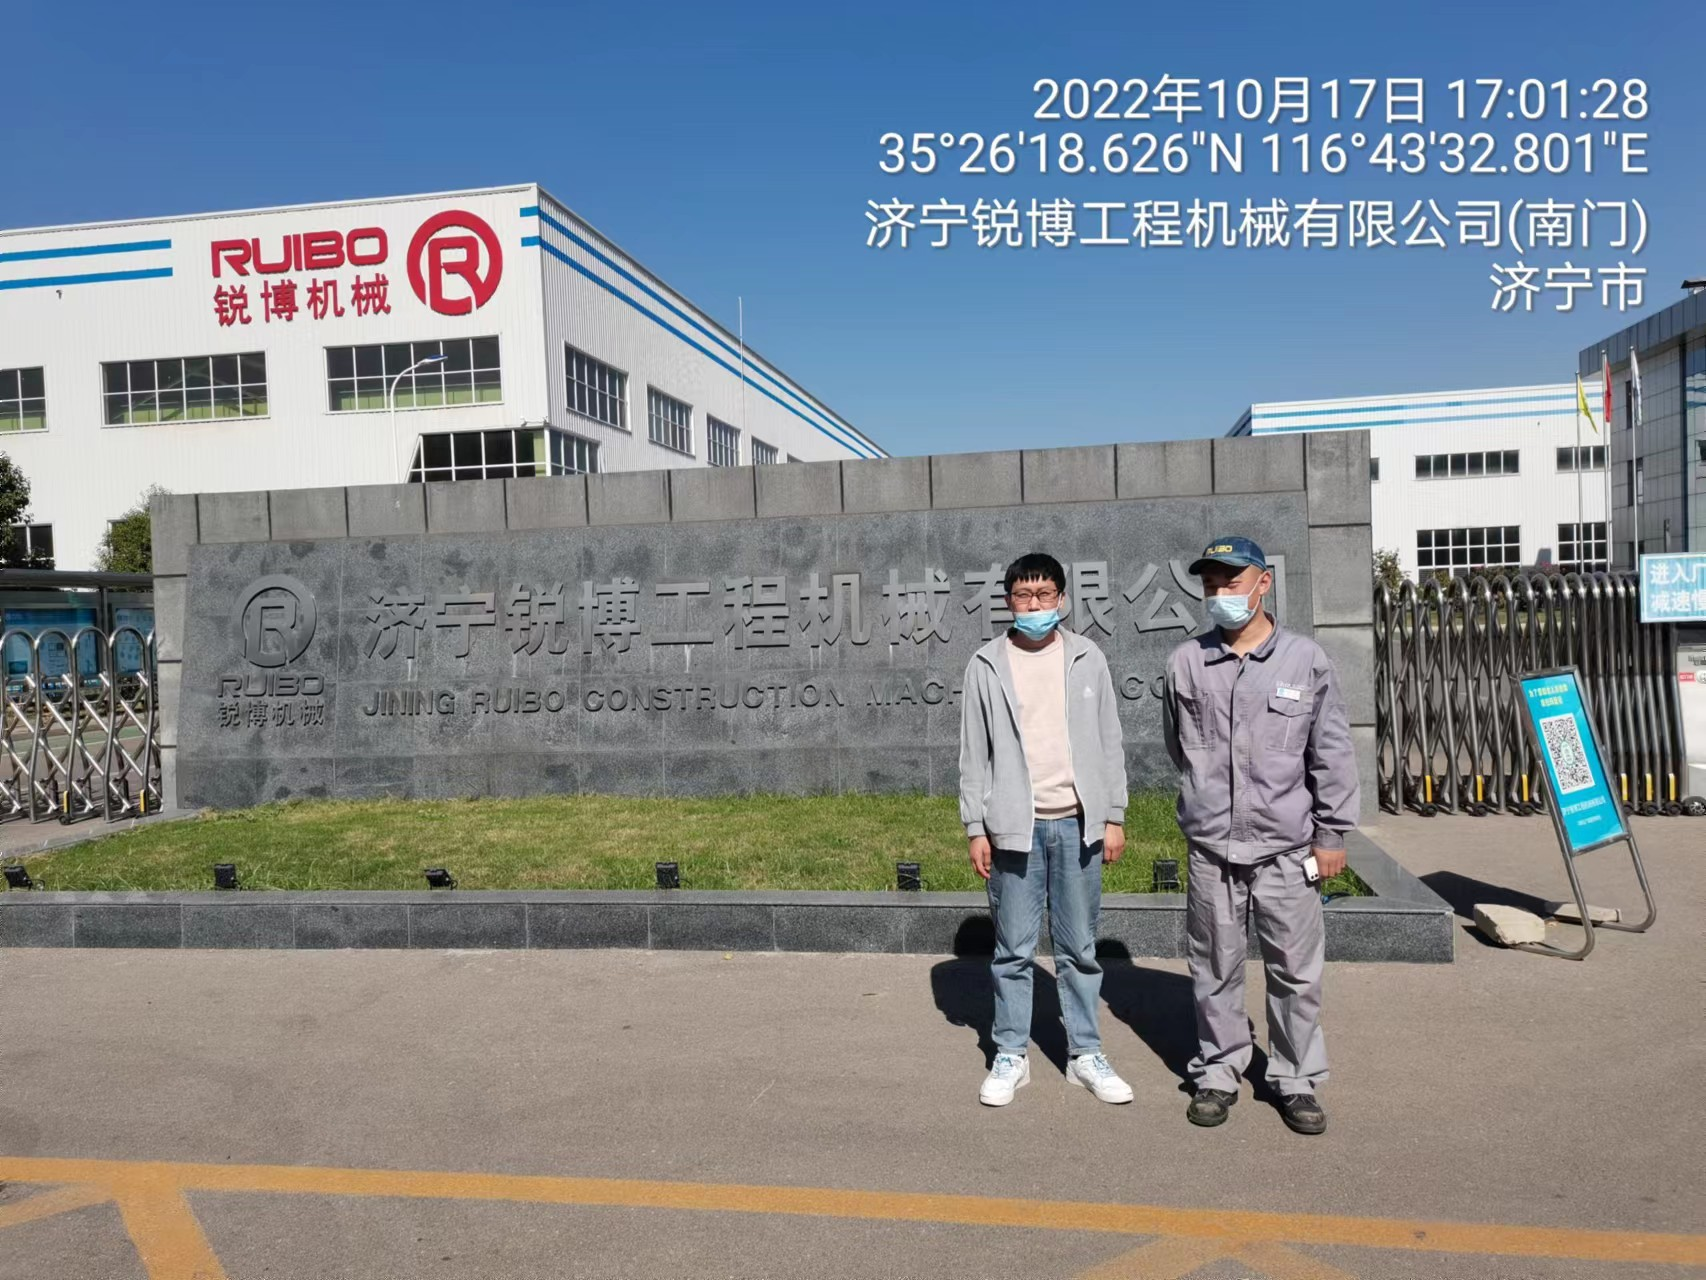 2022年10月17日 17:01:28
35°26'18.626"N 116°43'32.801"E
济宁锐博工程机械有限公司(南门)
济宁市
RUIBO
锐博机械
济宁锐博工程机械有限公
JINING RUIBO CONSTRUCTION MACH
CO
RUIBO
锐博机械
RUIBO
进入厂
减速